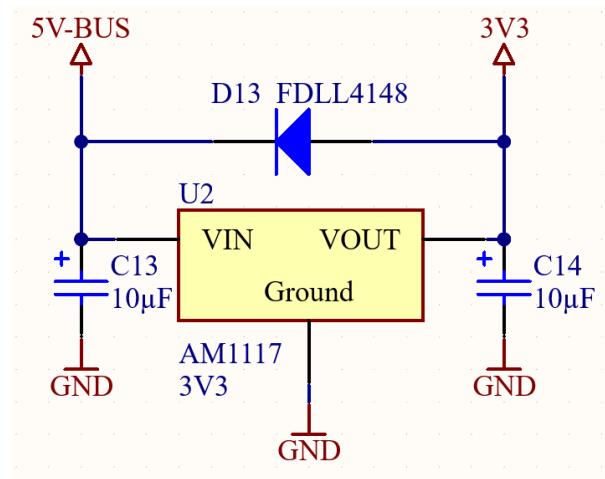 5V-BUS
3V3
D13 FDLL4148
U2
VIN
VOUT
+
C13
10µF
Ground
+
C14
10µF
AM1117
3V3
GND
GND
GND